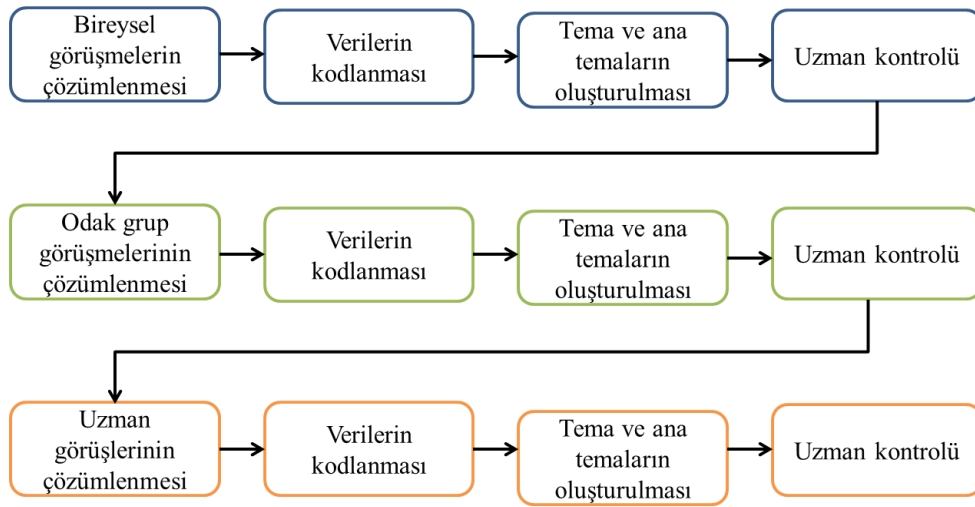 Bireysel
görüşmelerin
çözümlenmesi
Verilerin
kodlanması
Tema ve ana
temaların
oluşturulması
Uzman kontrolü
Odak grup
görüşmelerinin
çözümlenmesi
Verilerin
kodlanması
Tema ve ana
temaların
oluşturulması
Uzman kontrolü
Uzman
görüşlerinin
çözümlenmesi
Verilerin
kodlanması
Tema ve ana
temaların
oluşturulması
Uzman kontrolü